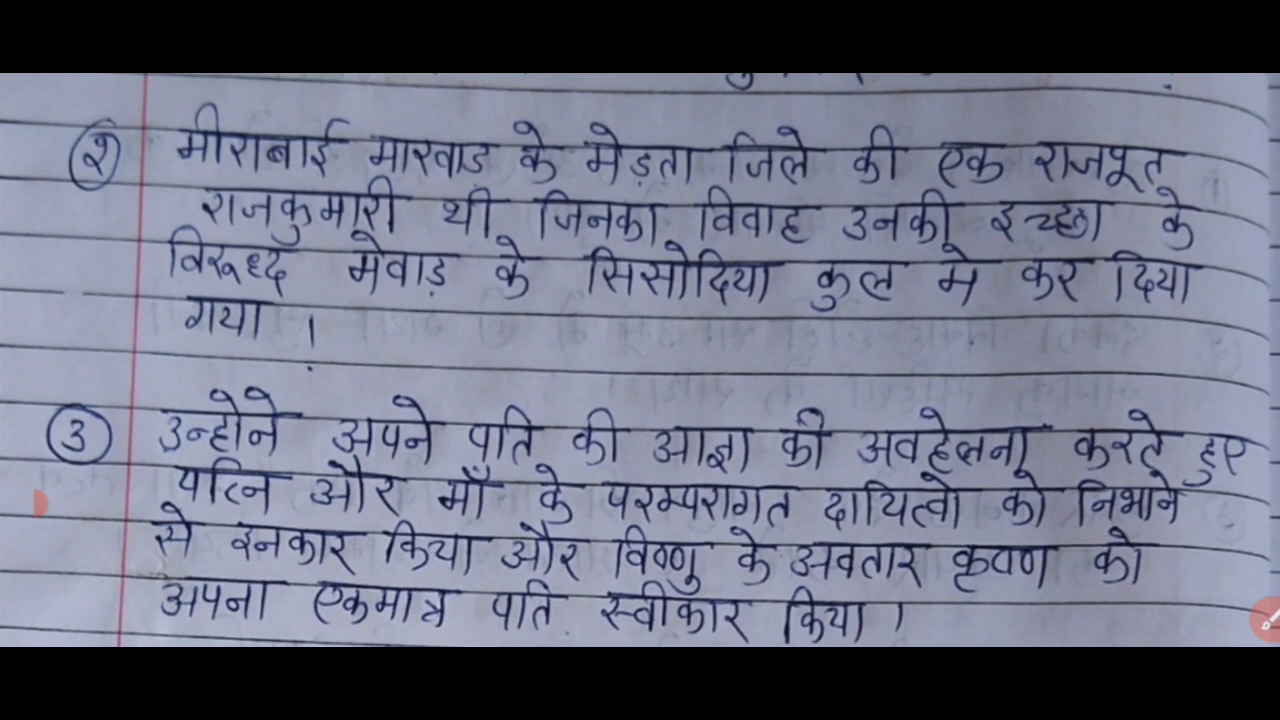 ② मीराबाई मारवाड़ के मेड़ता जिले की एक राजपूत
राजकुमारी थी जिनका विवाह उनकी इच्छा के
विरूध्द मेवाड़ के सिसोदिया कुल मे कर दिया
गया ।
③ उन्होने अपने पति की आज्ञा की अवहेलना करते हुए
पत्नि और माँ के परम्परागत दायित्वो को निभाने
से इनकार किया और विष्णु के अवतार कृष्ण को
अपना एकमात्र पति स्वीकार किया ।